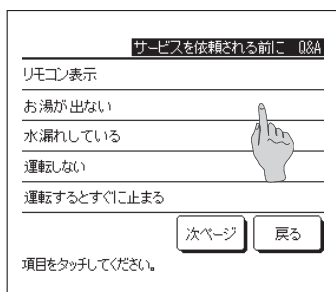 サービスを依頼される前に Q&A
リモコン表示
お湯が出ない
水漏れしている
運転しない
運転するとすぐに止まる
次ページ 戻る
項目をタッチしてください。